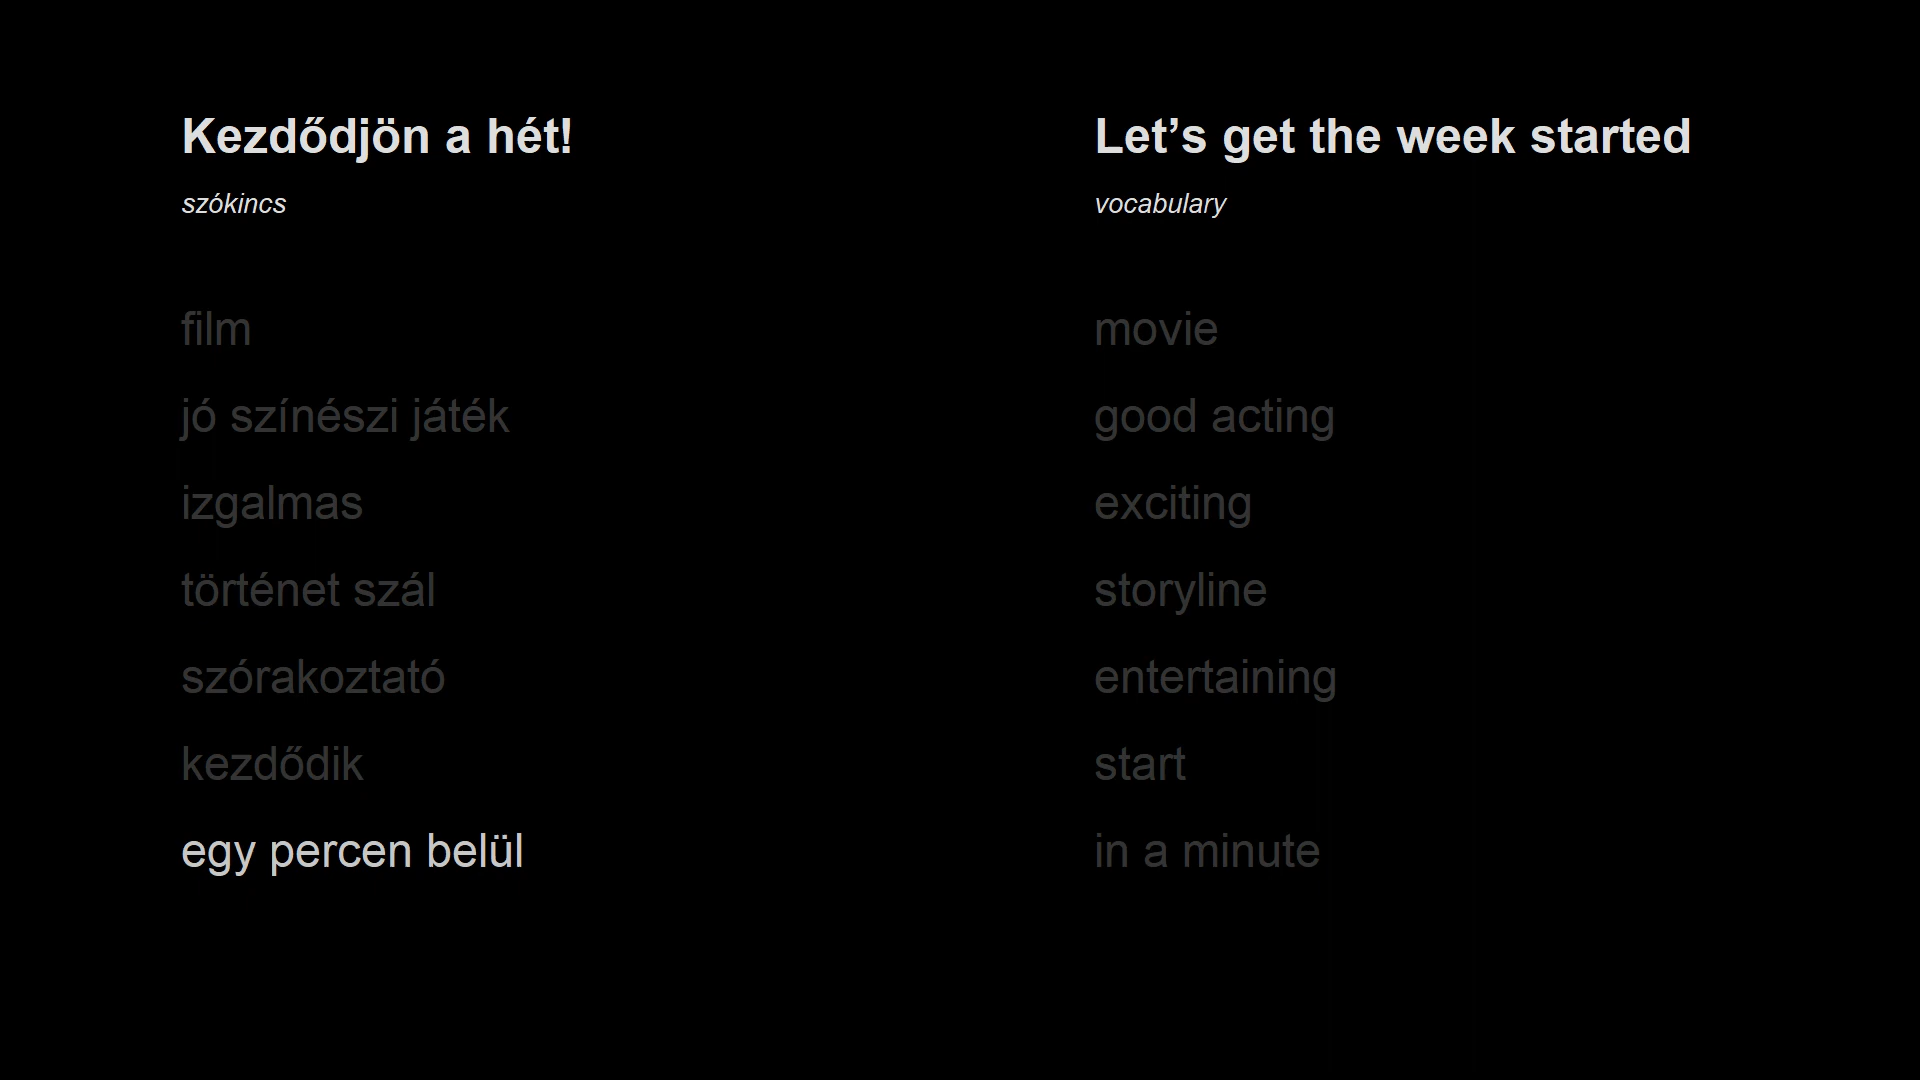 Kezdődjön a hét!
szókincs
film
jó színészi játék
izgalmas
történet szál
szórakoztató
kezdődik
egy percen belül
Let’s get the week started
vocabulary
movie
good acting
exciting
storyline
entertaining
start
in a minute